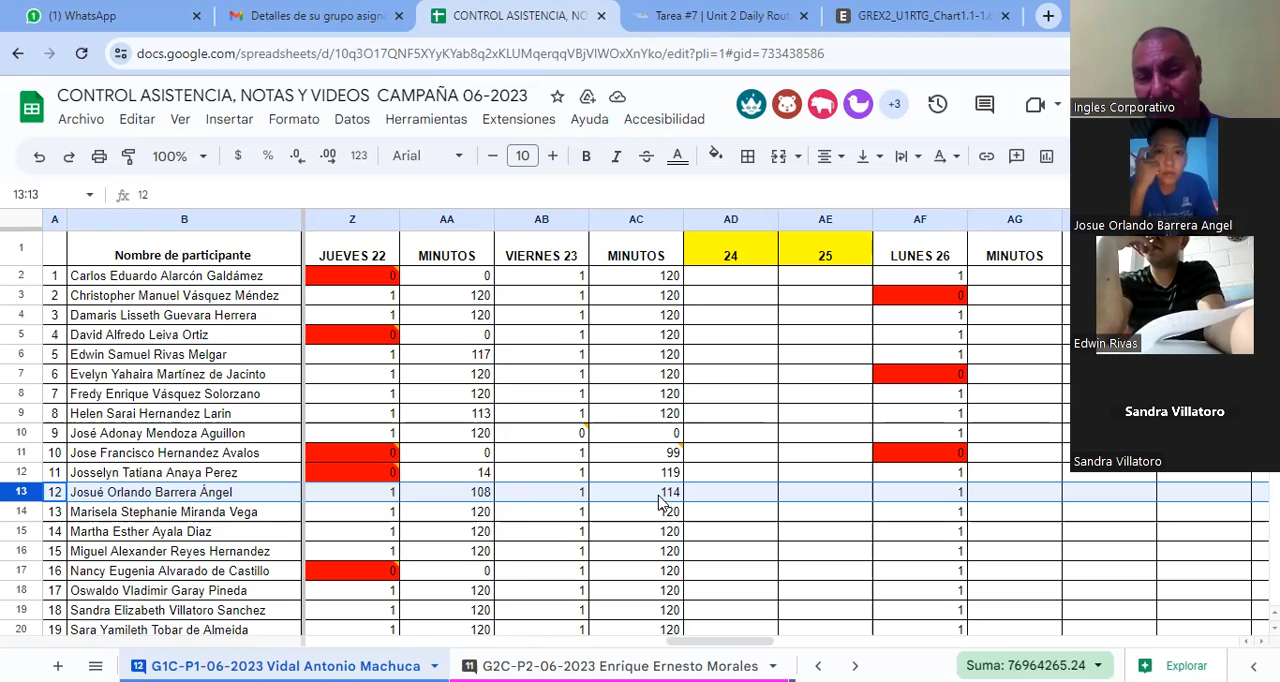 WhatsApp
Detalles de su grupo asigna
CONTROL ASISTENCIA, NO
Tarea #7 | Unit 2 Daily Rout
GREX2_U1RTG_Chart1.1-1.
docs.google.com/spreadsheets/d/10q3O17QNF5XYyKYab8q2xKLUMqerqqVBjVlWOxXnYko/edit?pli=1#gid=733438586
CONTROL ASISTENCIA, NOTAS Y VIDEOS CAMPAÑA 06-2023
Ver Formato Extensiones Ayuda Accesibilidad
+3
100% $ % .0 .00 123 Arial 10 B I A
13:13 fx 12
A B Z AA AB AC AD AE AF AG
1 Nombre de participante JUEVES 22 MINUTO VIERNES 23 MINUTOS 24 25 LUNES 26 MINUTOS
2 1 Carlos Eduardo Alarcón Galdámez 0 0 1 120 1
3 2 Christopher Manuel Vásquez Méndez 1 120 1 120 0
4 3 Damaris Lisseth Guevara Herrera 1 120 1 120 1
5 4 David Alfredo Leiva Ortiz 0 1 120 1
6 5 Edwin Samuel Rivas Melgar 1 117 1 120 1
7 6 Evelyn Yahaira Martínez de Jacinto 1 120 1 120 0
8 7 Fredy Enrique Vásquez Solorzano 1 120 1 120 1
9 8 Helen Sarai Hernandez Larin 1 113 1 120 1
10 9 José Adonay Mendoza Aguillon 1 120 0 0 1
11 10 Jose Francisco Hernandez Avalos 0 0 1 99 0
12 11 Josselyn Tatiana Anaya Perez 0 14 1 119 1
13 12 Josué Orlando Barrera Ángel 1 108 1 114 1
14 13 Marisela Stephanie Miranda Vega 1 120 1 120 1
15 14 Martha Esther Ayala Diaz 1 120 1 120 1
16 15 Miguel Alexander Reyes Hernandez 1 120 1 120 1
17 16 Nancy Eugenia Alvarado de Castillo 0 0 1 120 1
18 17 Oswaldo Vladimir Garay Pineda 1 120 1 120 1
19 18 Sandra Elizabeth Villatoro Sanchez 1 120 1 120 1
20 19 Sara Yamileth Tobar de Almeida 1 120 1 120 1
12 G1C-P1-06-2023 Vidal Antonio Machuca
11 G2C-P2-06-2023 Enrique Ernesto Morales
Suma: 76964265.24
Explorar
Ingles Corporativo
Josue Orlando Barrera Angel
Edwin Rivas
Sandra Villatoro
Sandra Villatoro